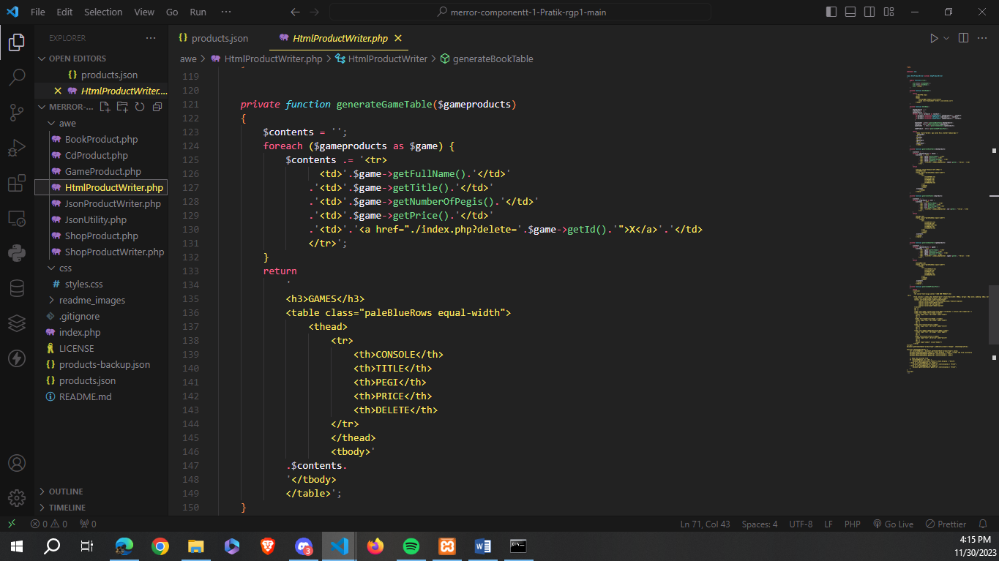 File Edit Selection View Go Run ···
merror-componentt-1-Pratik-rgp1-main
EXPLORER
OPEN EDITORS
{} products.json
HtmlProductWriter....
MERROR-...
awe
BookProduct.php
CdProduct.php
GameProduct.php
HtmlProductWriter.php
JsonProductWriter.php
JsonUtility.php
ShopProduct.php
ShopProductWriter.php
css
# styles.css
readme_images
.gitignore
index.php
LICENSE
{} products-backup.json
{} products.json
README.md
OUTLINE
TIMELINE
{} products.json HtmlProductWriter.php
awe > HtmlProductWriter.php > HtmlProductWriter > generateBookTable
119
120
121 private function generateGameTable($gameproducts)
122 {
123 $contents = '';
124 foreach ($gameproducts as $game) {
125 $contents .= '<tr>
126 <td>'.$game->getFullName().'</td>'
127 .'<td>'.$game->getTitle().'</td>'
128 .'<td>'.$game->getNumberOfPegis().'</td>'
129 .'<td>'.$game->getPrice().'</td>'
130 .'<td>'.'<a href="./index.php?delete='.$game->getId().'">X</a>'.'</td>
131 </tr>';
132 }
133 return
134 '
135 <h3>GAMES</h3>
136 <table class="paleBlueRows equal-width">
137 <thead>
138 <tr>
139 <th>CONSOLE</th>
140 <th>TITLE</th>
141 <th>PEGI</th>
142 <th>PRICE</th>
143 <th>DELETE</th>
144 </tr>
145 </thead>
146 <tbody>'
147 .$contents.
148 '</tbody>
149 </table>';
150 }
0 0 0 Ln 71, Col 43 Spaces: 4 UTF-8 LF PHP Go Live Prettier
3
4:15 PM
11/30/2023